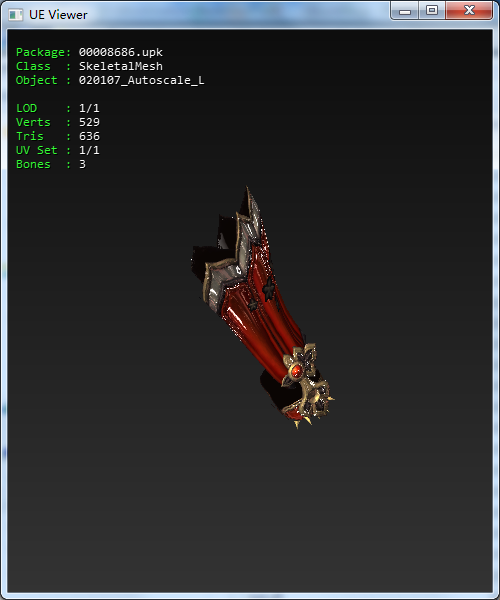 UE Viewer
Package: 00008686.upk
Class : SkeletalMesh
Object : 020107_Autoscale_L
LOD : 1/1
Verts : 529
Tris : 636
UV Set : 1/1
Bones : 3